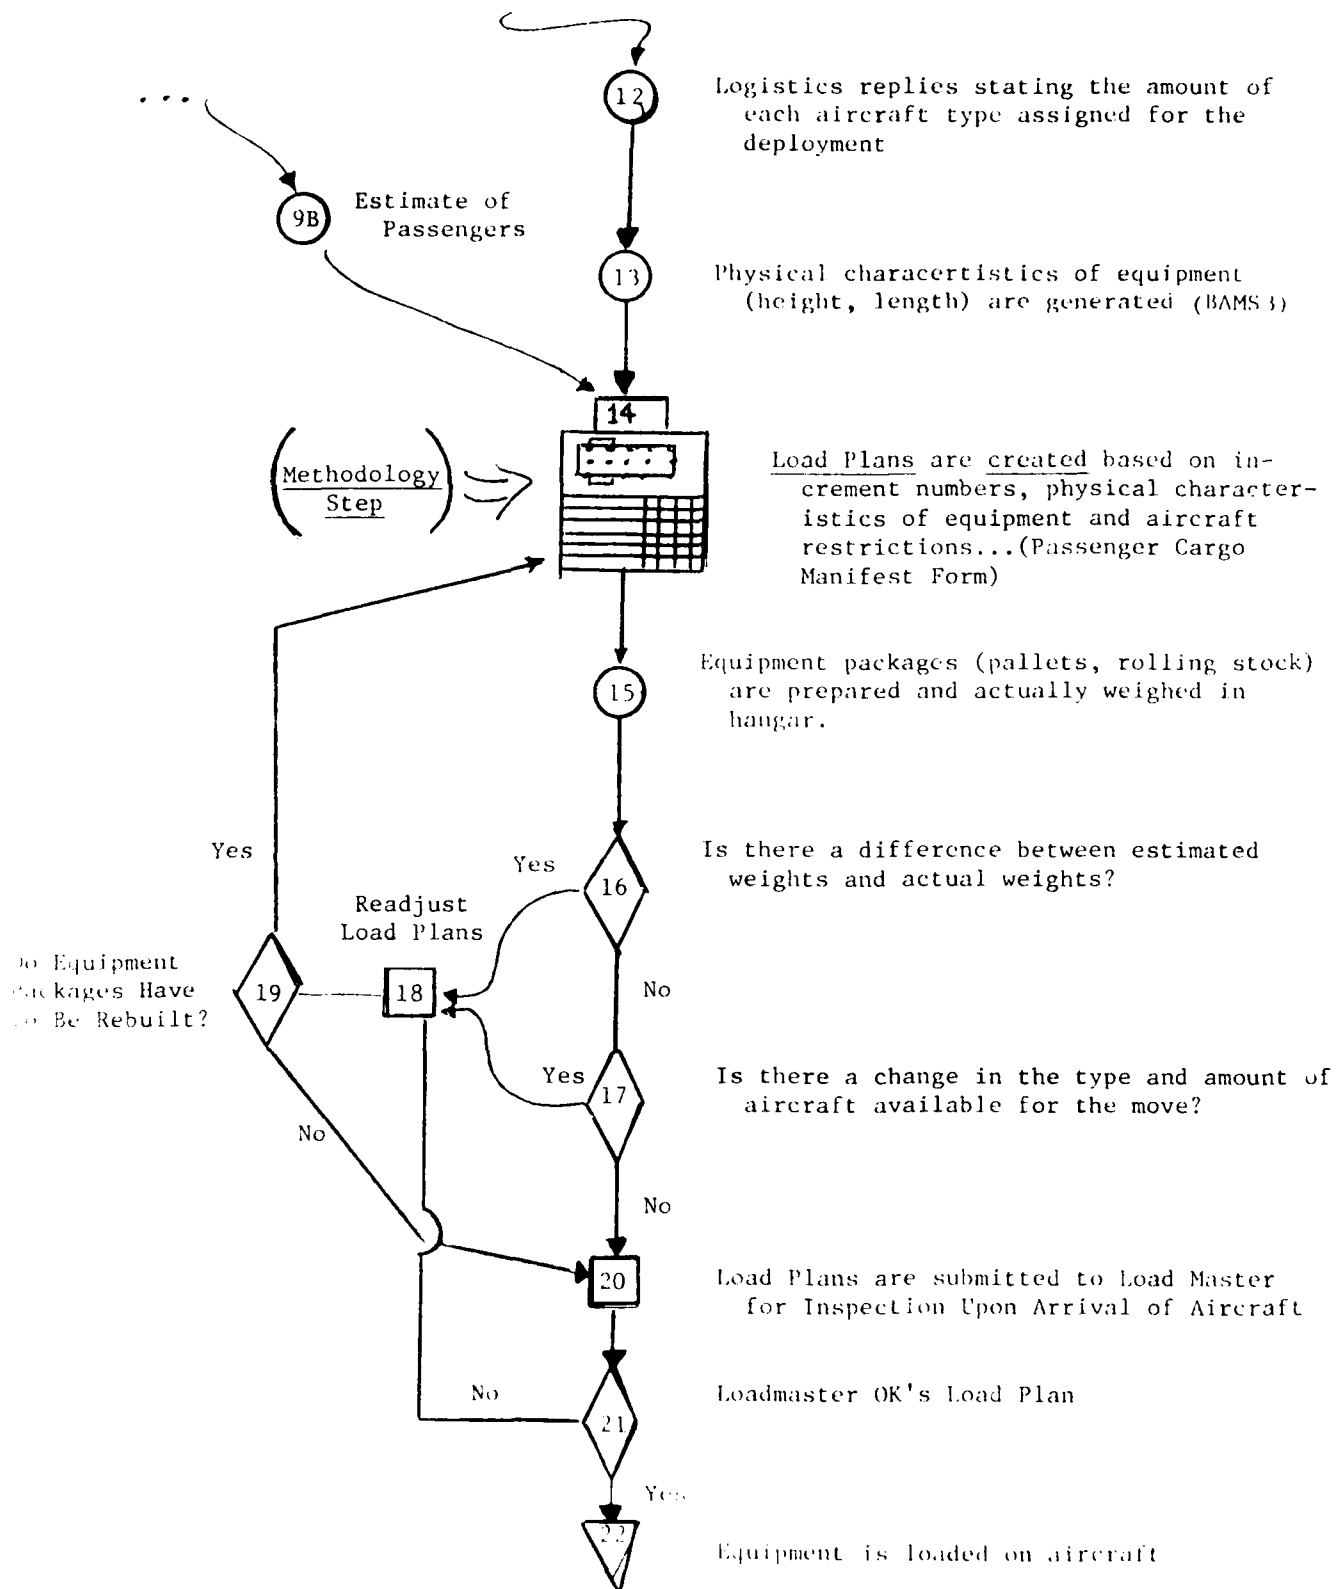 12
Logistics replies stating the amount of
each aircraft type assigned for the
deployment
...
9B
Estimate of
Passengers
13
Physical characertistics of equipment
(height, length) are generated (BAMS3)
14
(Methodology
Step)
Load Plans are created based on in-
crement numbers, physical character-
istics of equipment and aircraft
restrictions...(Passenger Cargo
Manifest Form)
15
Equipment packages (pallets, rolling stock)
are prepared and actually weighed in
hangar.
Yes
16
Yes
Is there a difference between estimated
weights and actual weights?
Readjust
Load Plans
18
19
Equipment
Have
Be Rebuilt?
No
17
Yes
Is there a change in the type and amount of
aircraft available for the move?
No
No
20
Load Plans are submitted to Load Master
for Inspection Upon Arrival of Aircraft
21
No
Loadmaster OK's Load Plan
Yes
22
Equipment is loaded on aircraft